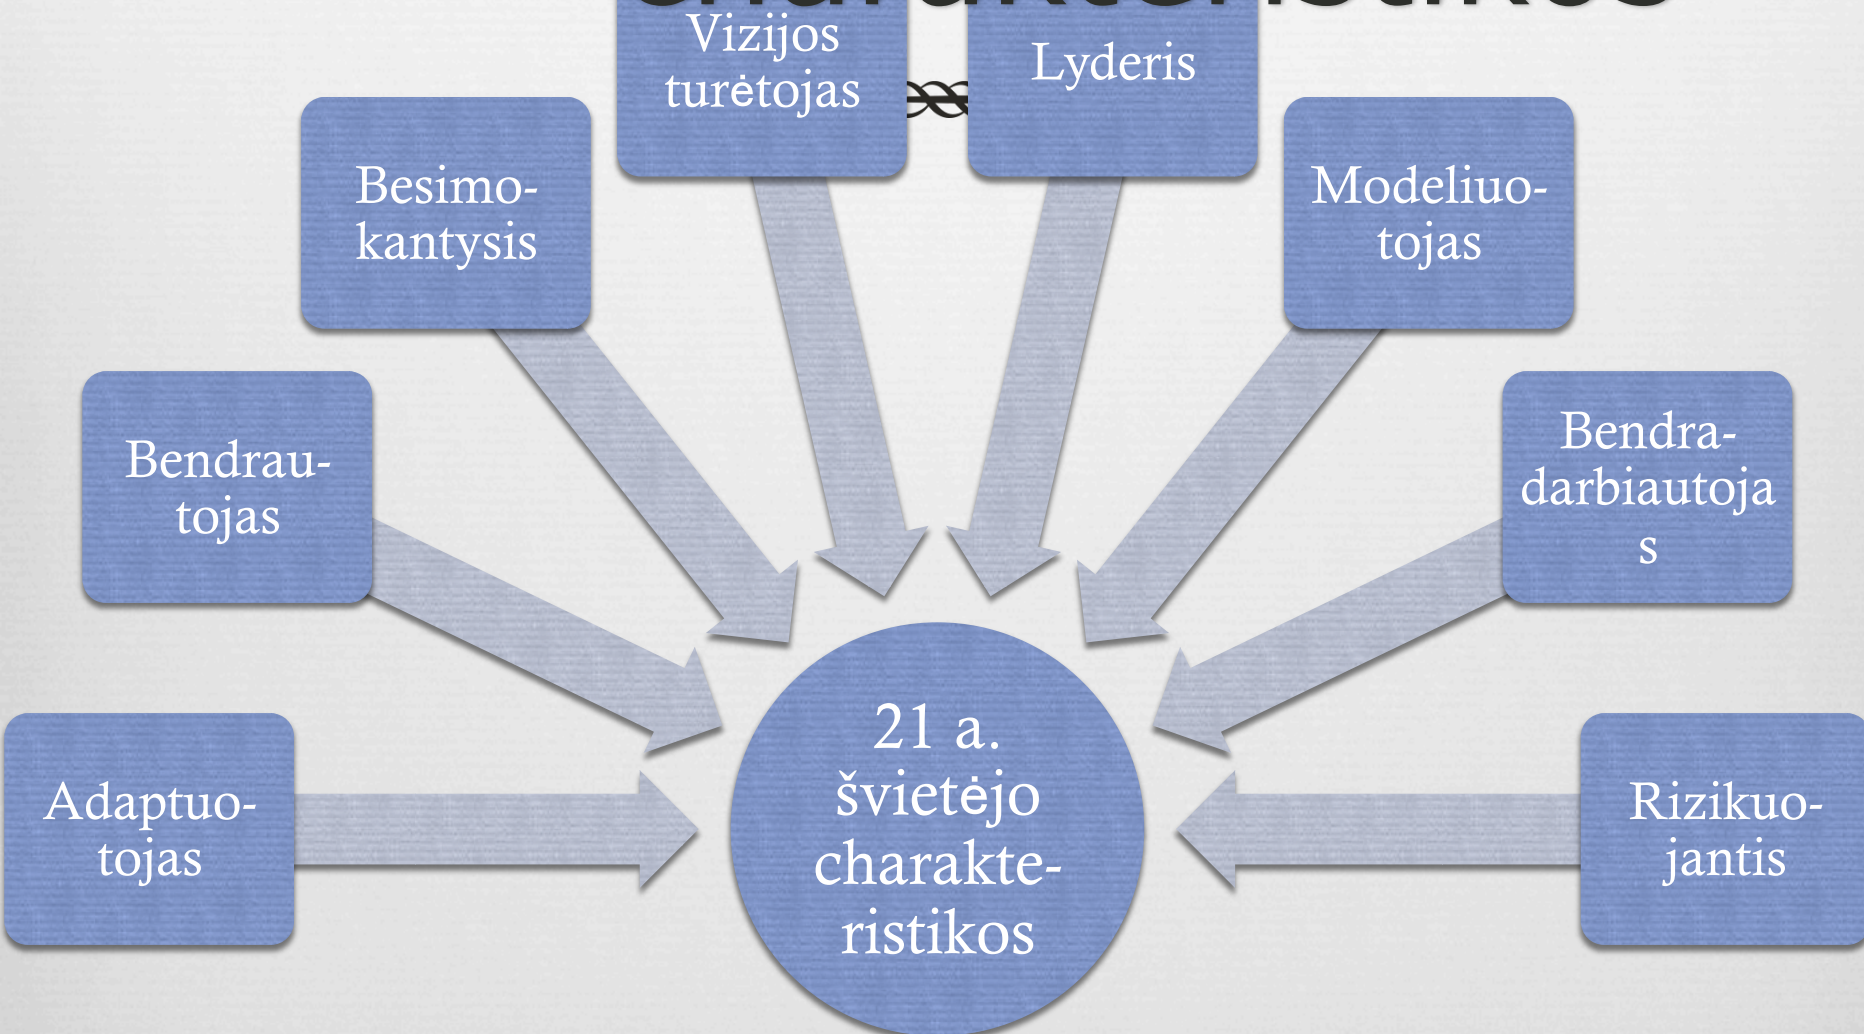 Vizijos
turėtojas
Lyderis
Besimo-
kantysis
Modeliuo-
tojas
Bendrau-
tojas
Bendra-
darbiautoja
s
Adaptuo-
tojas
21 a.
švietėjo
charakte-
ristikos
Rizikuo-
jantis